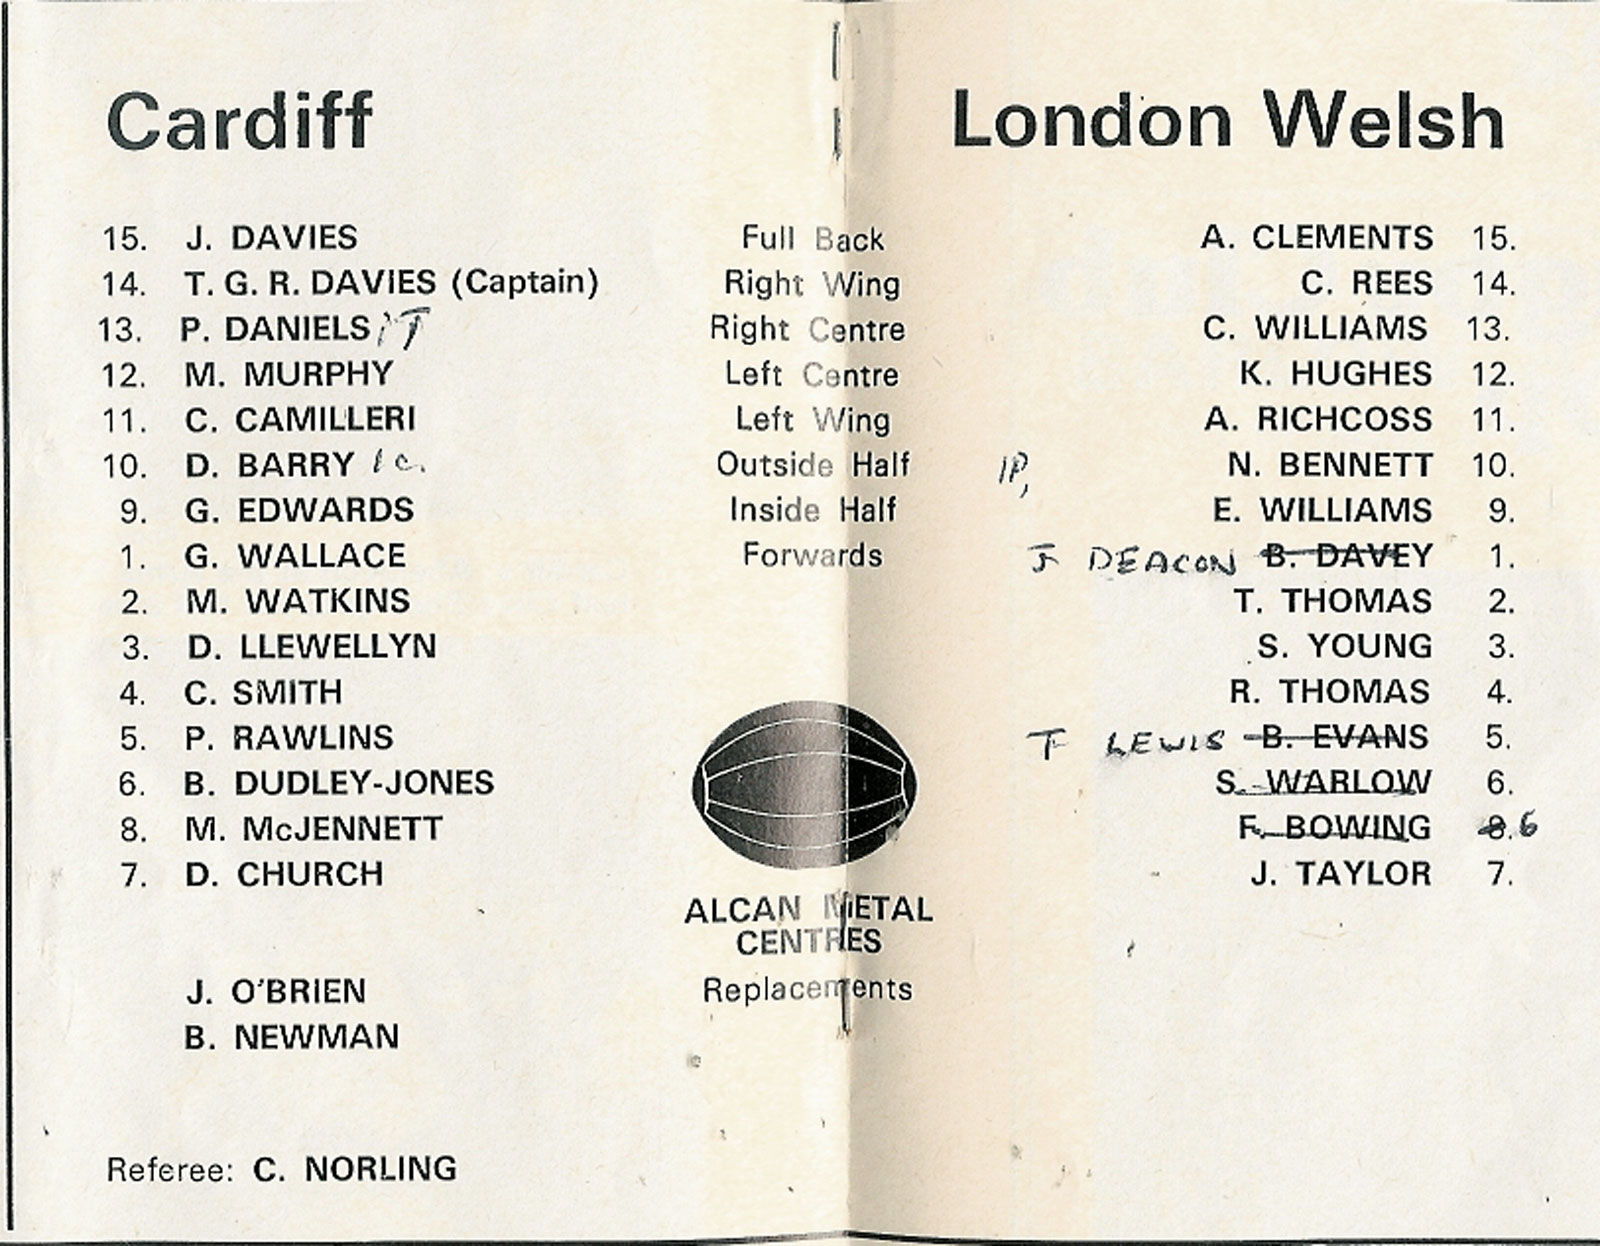 Cardiff London Welsh
15. J. DAVIES Full Back A. CLEMENTS 15.
14. T. G. R. DAVIES (Captain) Right Wing C. REES 14.
13. P. DANIELS 1T Right Centre C. WILLIAMS 13.
12. M. MURPHY Left Centre K. HUGHES 12.
11. C. CAMILLERI Left Wing A. RICHCOSS 11.
10. D. BARRY 1c. Outside Half 1P, N. BENNETT 10.
9. G. EDWARDS Inside Half E. WILLIAMS 9.
1. G. WALLACE Forwards J DEACON B. DAVEY 1.
2. M. WATKINS T. THOMAS 2.
3. D. LLEWELLYN S. YOUNG 3.
4. C. SMITH R. THOMAS 4.
5. P. RAWLINS T LEWIS B. EVANS 5.
6. B. DUDLEY-JONES S. WARLOW 6.
8. M. McJENNETT F. BOWING 8. 6
7. D. CHURCH J. TAYLOR 7.
ALCAN METAL
CENTRES
Replacements
J. O'BRIEN
B. NEWMAN
Referee: C. NORLING